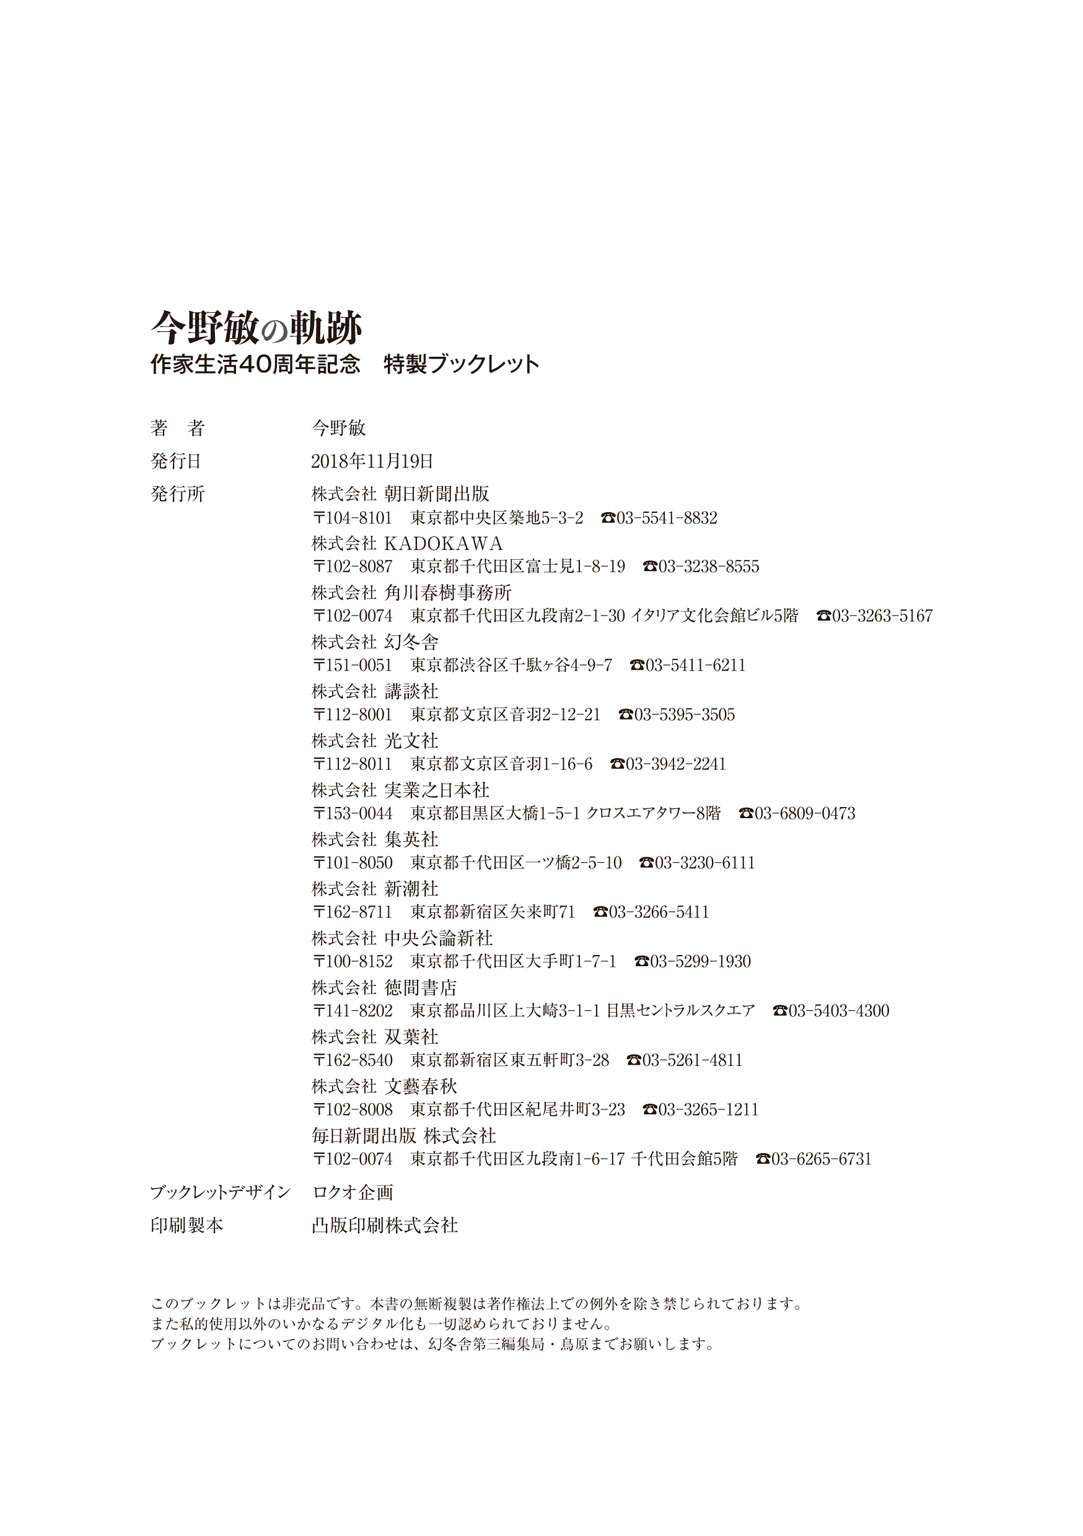 今野敏の軌跡
作家生活40周年記念　特製ブックレット
著　者　今野敏
発行日　2018年11月19日
発行所　株式会社 朝日新聞出版
〒104-8101　東京都中央区築地5-3-2　☎03-5541-8832
株式会社 KADOKAWA
〒102-8087　東京都千代田区富士見1-8-19　☎03-3238-8555
株式会社 角川春樹事務所
〒102-0074　東京都千代田区九段南2-1-30 イタリア文化会館ビル5階　☎03-3263-5167
株式会社 幻冬舎
〒151-0051　東京都渋谷区千駄ヶ谷4-9-7　☎03-5411-6211
株式会社 講談社
〒112-8001　東京都文京区音羽2-12-21　☎03-5395-3505
株式会社 光文社
〒112-8011　東京都文京区音羽1-16-6　☎03-3942-2241
株式会社 実業之日本社
〒153-0044　東京都目黒区大橋1-5-1 クロスエアタワー8階　☎03-6809-0473
株式会社 集英社
〒101-8050　東京都千代田区一ツ橋2-5-10　☎03-3230-6111
株式会社 新潮社
〒162-8711　東京都新宿区矢来町71　☎03-3266-5411
株式会社 中央公論新社
〒100-8152　東京都千代田区大手町1-7-1　☎03-5299-1930
株式会社 徳間書店
〒141-8202　東京都品川区上大崎3-1-1 目黒セントラルスクエア　☎03-5403-4300
株式会社 双葉社
〒162-8540　東京都新宿区東五軒町3-28　☎03-5261-4811
株式会社 文藝春秋
〒102-8008　東京都千代田区紀尾井町3-23　☎03-3265-1211
毎日新聞出版 株式会社
〒102-0074　東京都千代田区九段南1-6-17 千代田会館5階　☎03-6265-6731
ブックレットデザイン　ロクオ企画
印刷製本　凸版印刷株式会社
このブックレットは非売品です。本書の無断複製は著作権法上での例外を除き禁じられております。
また私的使用以外のいかなるデジタル化も一切認められておりません。
ブックレットについてのお問い合わせは、幻冬舎第三編集局・鳥原までお願いします。